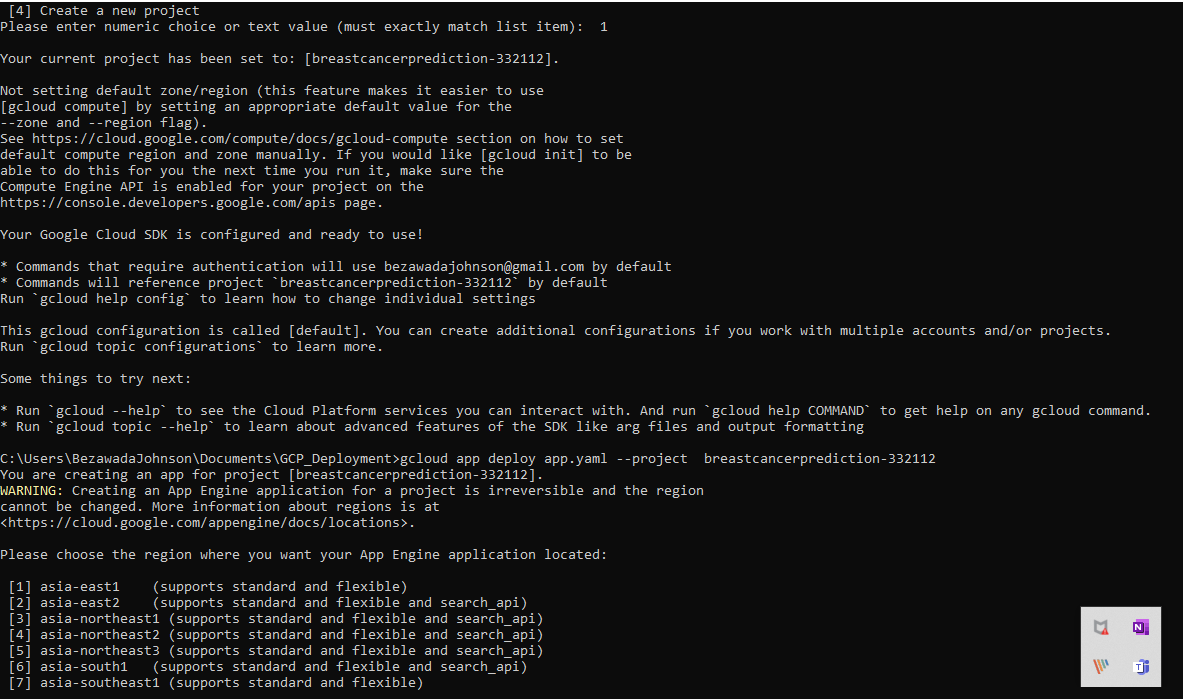 [4] Create a new project
Please enter numeric choice or text value (must exactly match list item):  1
Your current project has been set to: [breastcancerprediction-332112].
Not setting default zone/region (this feature makes it easier to use
[gcloud compute] by setting an appropriate default value for the
--zone and --region flag).
See https://cloud.google.com/compute/docs/gcloud-compute section on how to set
default compute region and zone manually. If you would like [gcloud init] to be
able to do this for you the next time you run it, make sure the
Compute Engine API is enabled for your project on the
https://console.developers.google.com/apis page.
Your Google Cloud SDK is configured and ready to use!
* Commands that require authentication will use bezawadajohnson@gmail.com by default
* Commands will reference project `breastcancerprediction-332112` by default
Run `gcloud help config` to learn how to change individual settings
This gcloud configuration is called [default]. You can create additional configurations if you work with multiple accounts and/or projects.
Run `gcloud topic configurations` to learn more.
Some things to try next:
* Run `gcloud --help` to see the Cloud Platform services you can interact with. And run `gcloud help COMMAND` to get help on any gcloud command.
* Run `gcloud topic --help` to learn about advanced features of the SDK like arg files and output formatting
C:\Users\BezawadaJohnson\Documents\GCP_Deployment>gcloud app deploy app.yaml --project  breastcancerprediction-332112
You are creating an app for project [breastcancerprediction-332112].
WARNING: Creating an App Engine application for a project is irreversible and the region
cannot be changed. More information about regions is at
<https://cloud.google.com/appengine/docs/locations>.
Please choose the region where you want your App Engine application located:
[1] asia-east1    (supports standard and flexible)
[2] asia-east2    (supports standard and flexible and search_api)
[3] asia-northeast1 (supports standard and flexible and search_api)
[4] asia-northeast2 (supports standard and flexible and search_api)
[5] asia-northeast3 (supports standard and flexible and search_api)
[6] asia-south1   (supports standard and flexible and search_api)
[7] asia-southeast1 (supports standard and flexible)
N
T